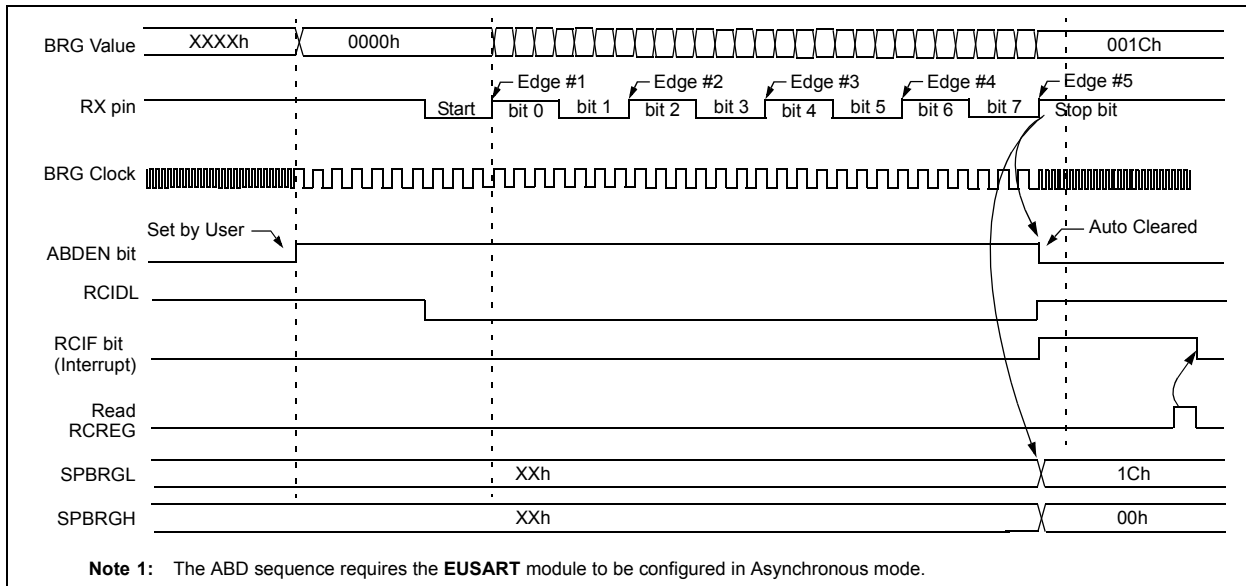 BRG Value XXXXh 0000h 001Ch
Edge #1 Edge #2 Edge #3 Edge #4 Edge #5
RX pin Start bit 0 bit 1 bit 2 bit 3 bit 4 bit 5 bit 6 bit 7 Stop bit
BRG Clock
Set by User Auto Cleared
ABDEN bit
RCIDL
RCIF bit
(Interrupt)
Read
RCREG
SPBRGL XXh 1Ch
SPBRGH XXh 00h
Note 1: The ABD sequence requires the EUSART module to be configured in Asynchronous mode.